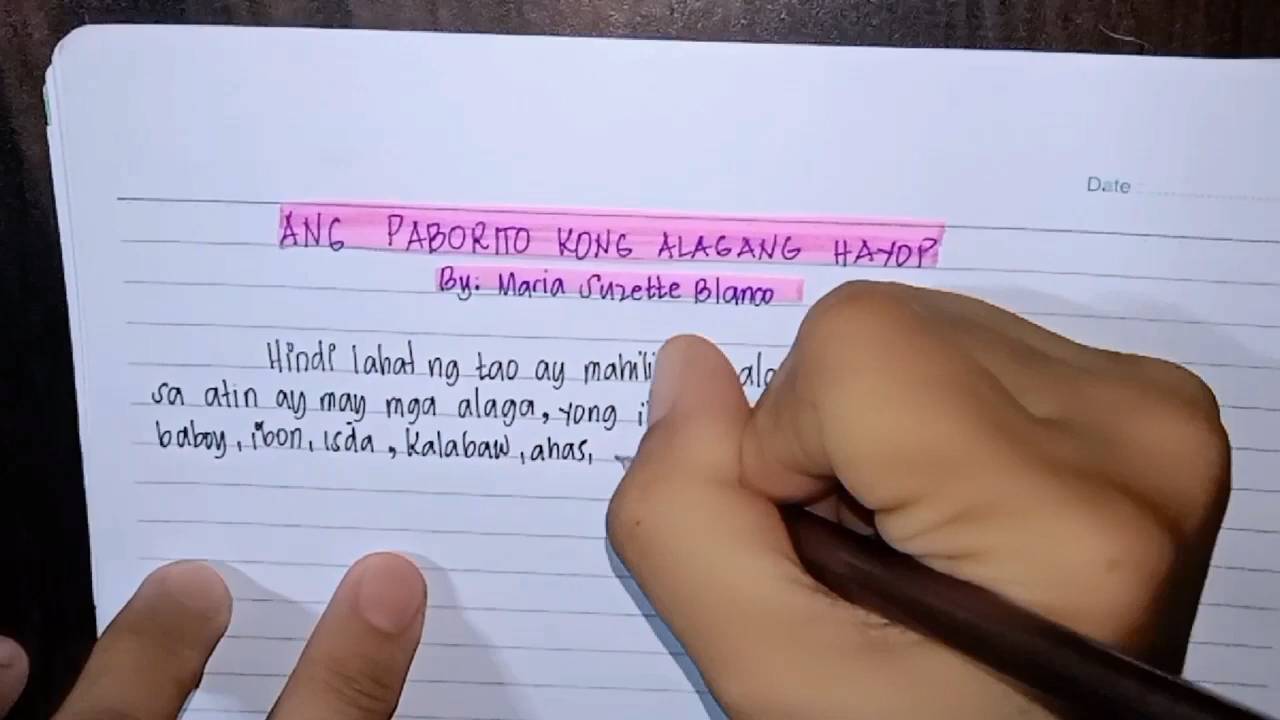 Date
ANG PABORITO KONG ALAGANG HAYOP
By: Maria Suzette Blanco
Hindi lahat ng tao ay
sa atin ay may mga alaga, yong
baboy, ibon, isda, kalabaw, ahas,